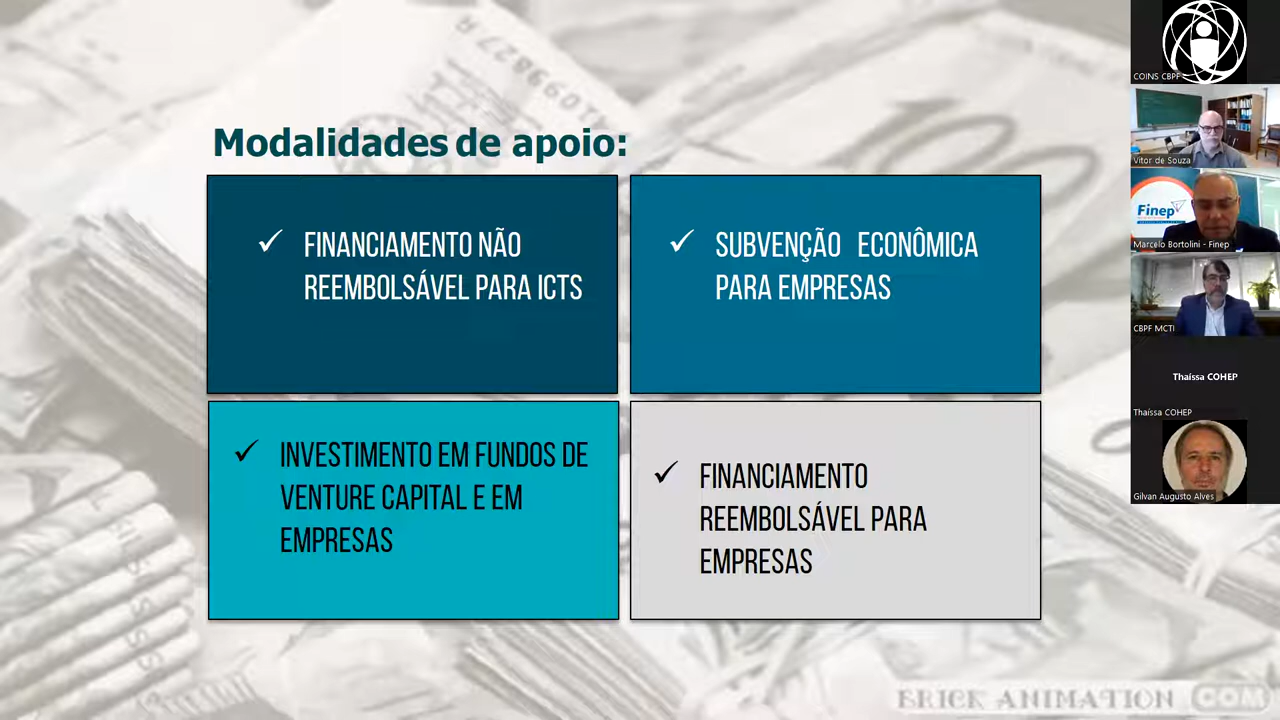 Modalidades de apoio:
✓ FINANCIAMENTO NÃO
REEMBOLSÁVEL PARA ICTS
✓ SUBVENÇÃO ECONÔMICA
PARA EMPRESAS
✓ INVESTIMENTO EM FUNDOS DE
VENTURE CAPITAL E EM
EMPRESAS
✓ FINANCIAMENTO
REEMBOLSÁVEL PARA
EMPRESAS
BRICK ANIMATION .COM
COINS CBPF
Vitor de Souza
Finep
Marcelo Bortolini - Finep
CBPF MCTI
Thaíssa COHEP
Thaíssa COHEP
Gilvan Augusto Alves